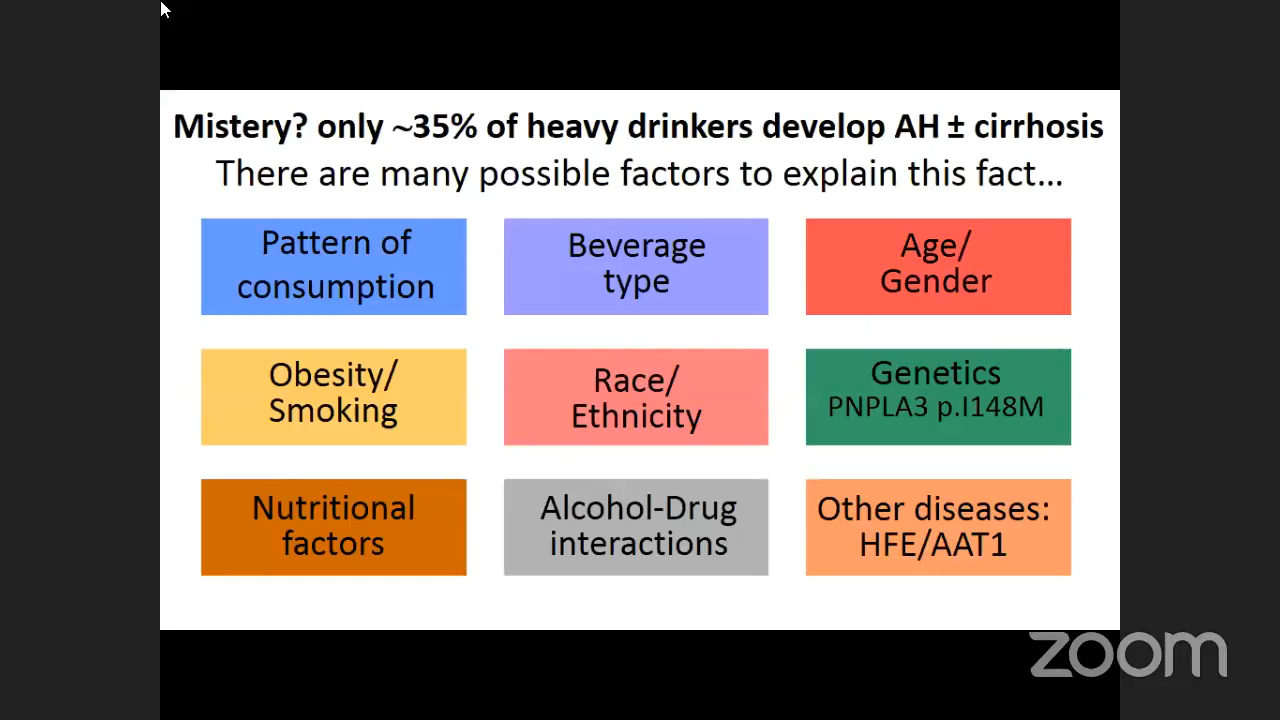 Mistery? only ~35% of heavy drinkers develop AH ± cirrhosis
There are many possible factors to explain this fact...
Pattern of
consumption
Beverage
type
Age/
Gender
Obesity/
Smoking
Race/
Ethnicity
Genetics
PNPLA3 p.I148M
Nutritional
factors
Alcohol-Drug
interactions
Other diseases:
HFE/AAT1
zoom